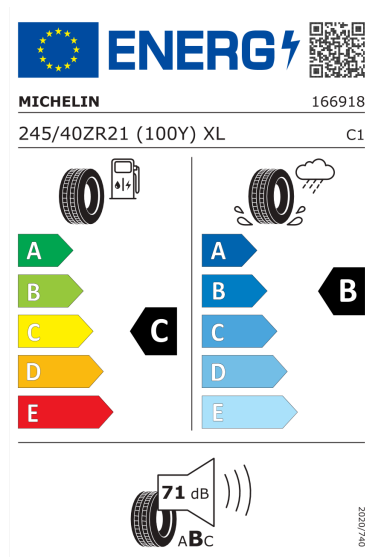 ENERG
MICHELIN 166918
245/40ZR21 (100Y) XL C1
A A
B B B
C C C
D D
E E
71 dB
ABC
2020/740